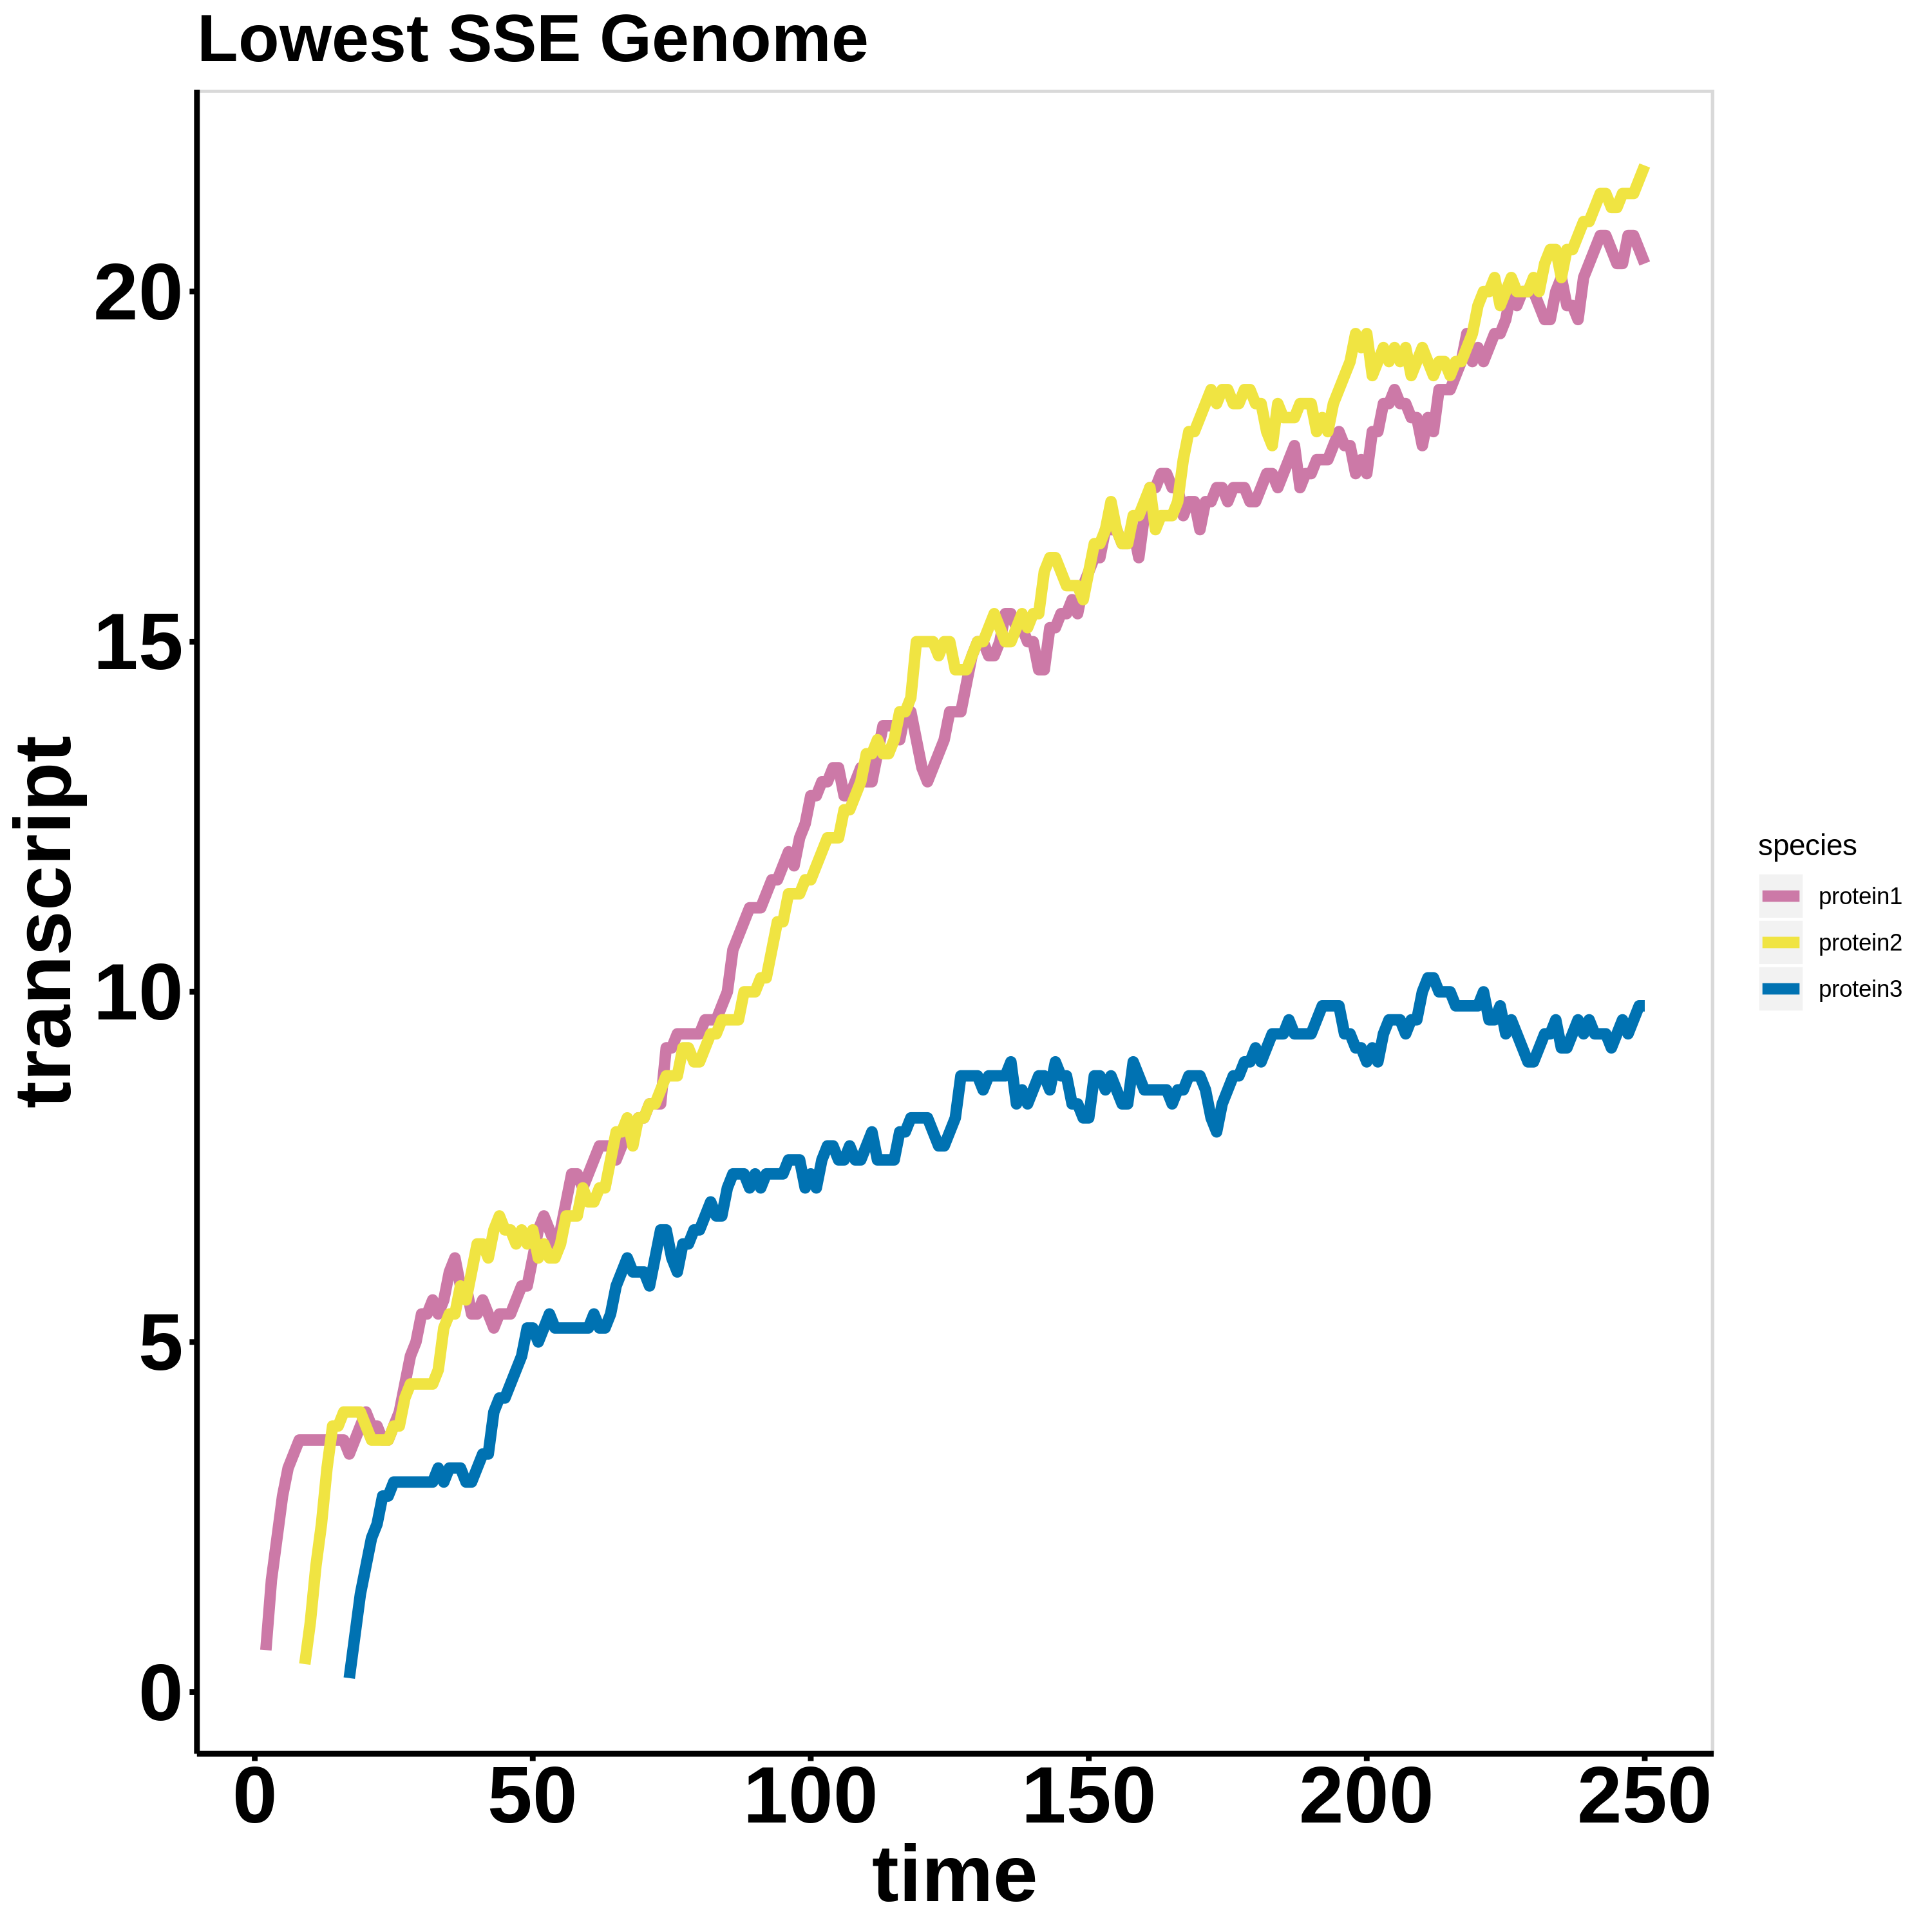 Lowest SSE Genome
transcript
20
15
10
5
0
0 50 100 150 200 250
time
species
protein1
protein2
protein3